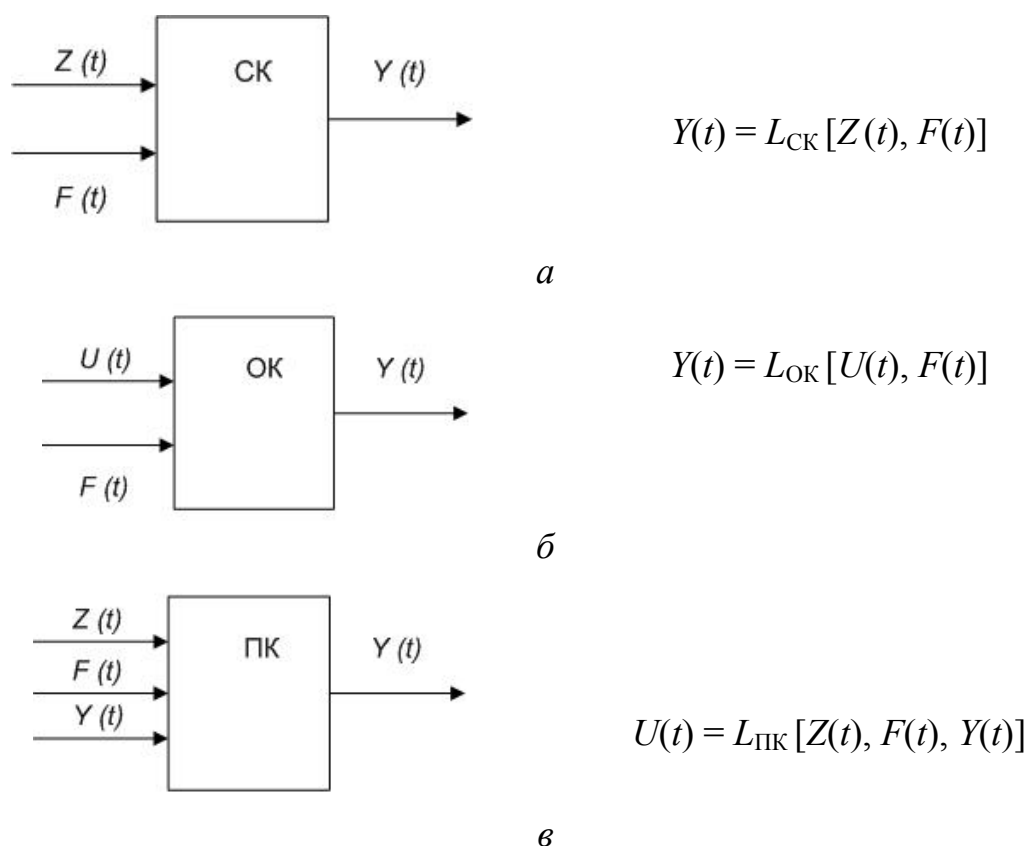 Z (t)
СК
Y (t)
F (t)
Y(t) = L_СК [Z(t), F(t)]
а
U (t)
ОК
Y (t)
F (t)
Y(t) = L_ОК [U(t), F(t)]
б
Z (t)
F (t)
Y (t)
ПК
Y (t)
U(t) = L_ПК [Z(t), F(t), Y(t)]
в